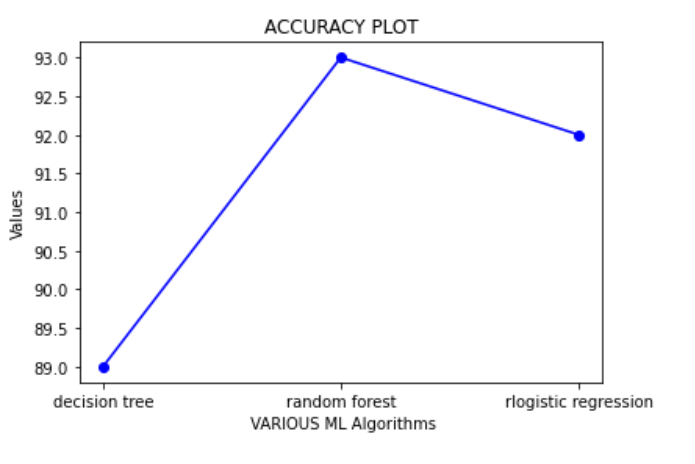 ACCURACY PLOT
93.0
92.5
92.0
91.5
91.0
90.5
90.0
89.5
89.0
Values
decision tree random forest rlogistic regression
VARIOUS ML Algorithms